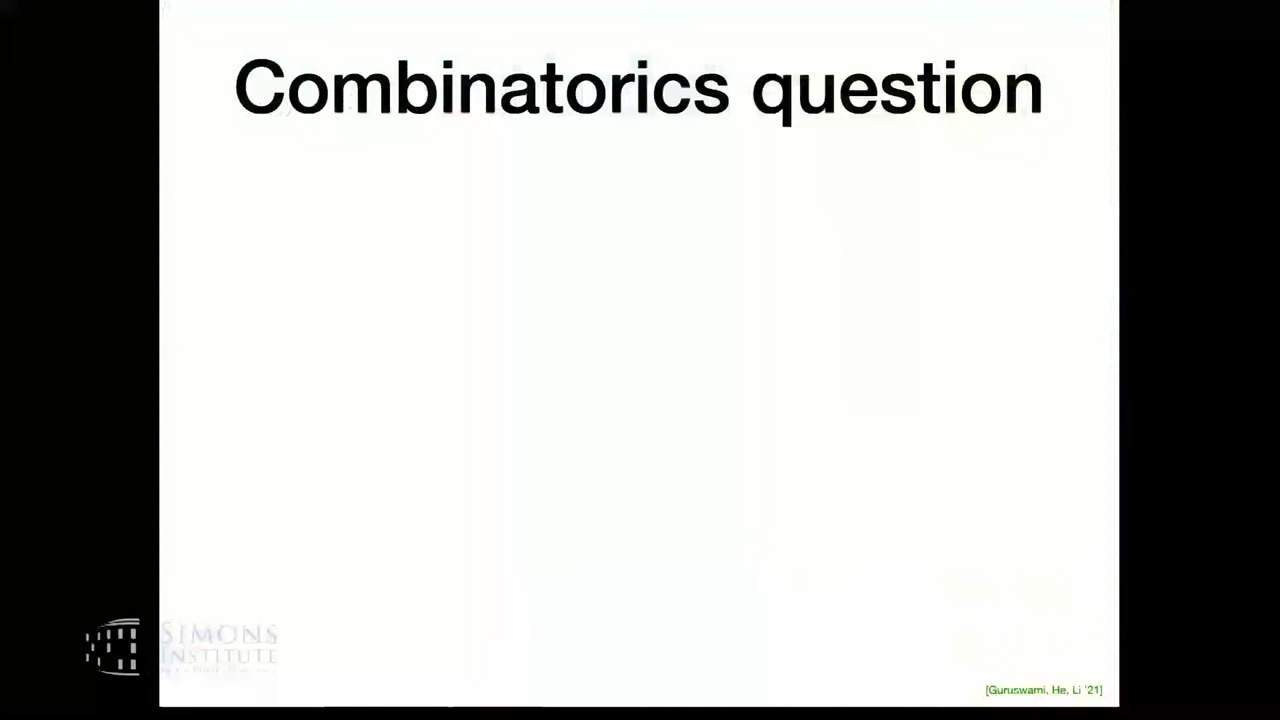 Combinatorics question
SIMONS
INSTITUTE
[Guruswami, He, Li '21]